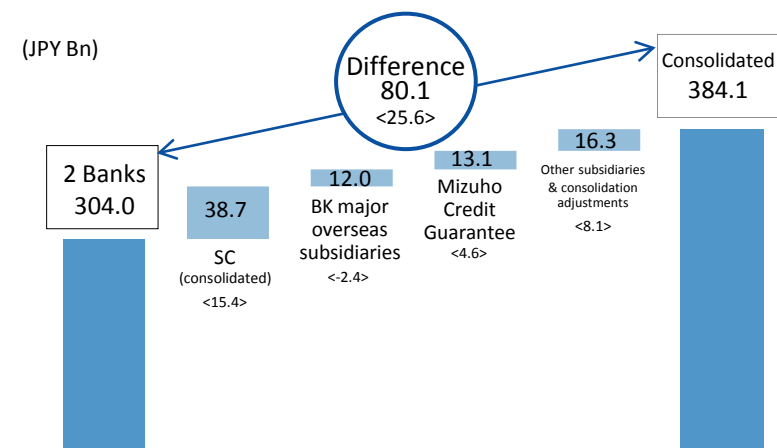 (JPY Bn)
Difference
80.1
<25.6>
Consolidated
384.1
2 Banks
304.0
38.7
SC
(consolidated)
<15.4>
12.0
BK major
overseas
subsidiaries
<-2.4>
13.1
Mizuho
Credit
Guarantee
<4.6>
16.3
Other subsidiaries
& consolidation
adjustments
<8.1>